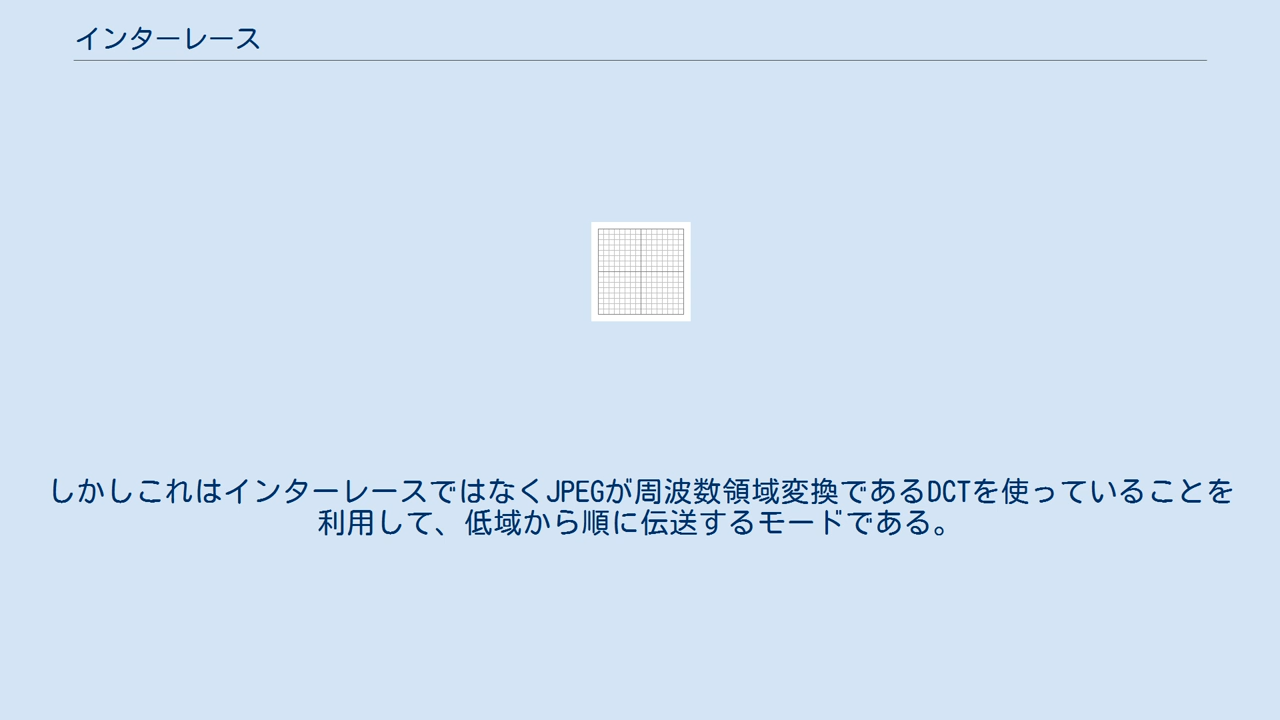 インターレース
しかしこれはインターレースではなくJPEGが周波数領域変換であるDCTを使っていることを
利用して、低域から順に伝送するモードである。